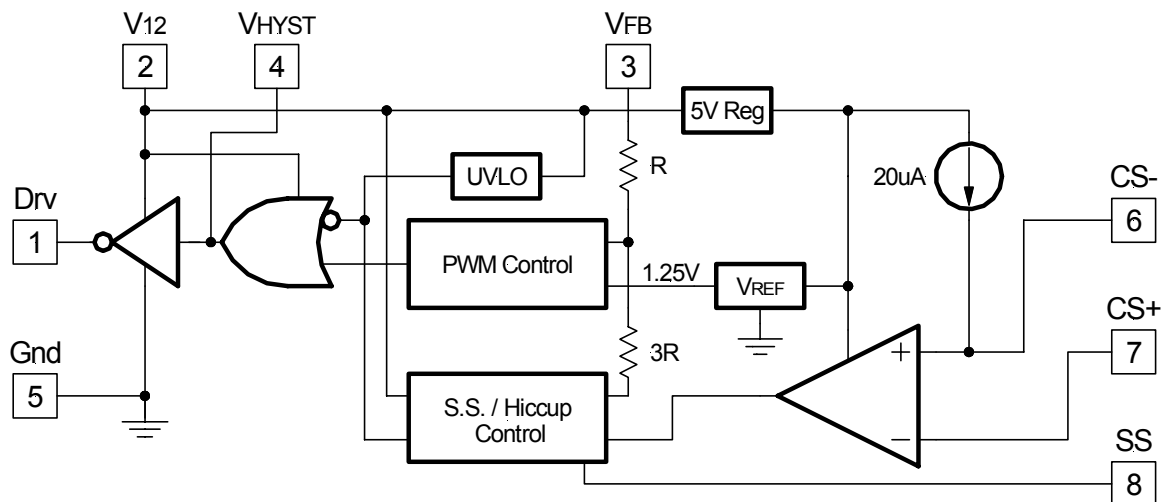 V12
2
VHYST
4
VFB
3
5V Reg
20uA
R
UVLO
CS-
6
Drv
1
PWM Control
1.25V
VREF
CS+
7
+
3R
Gnd
5
S.S. / Hiccup
Control
−
SS
8